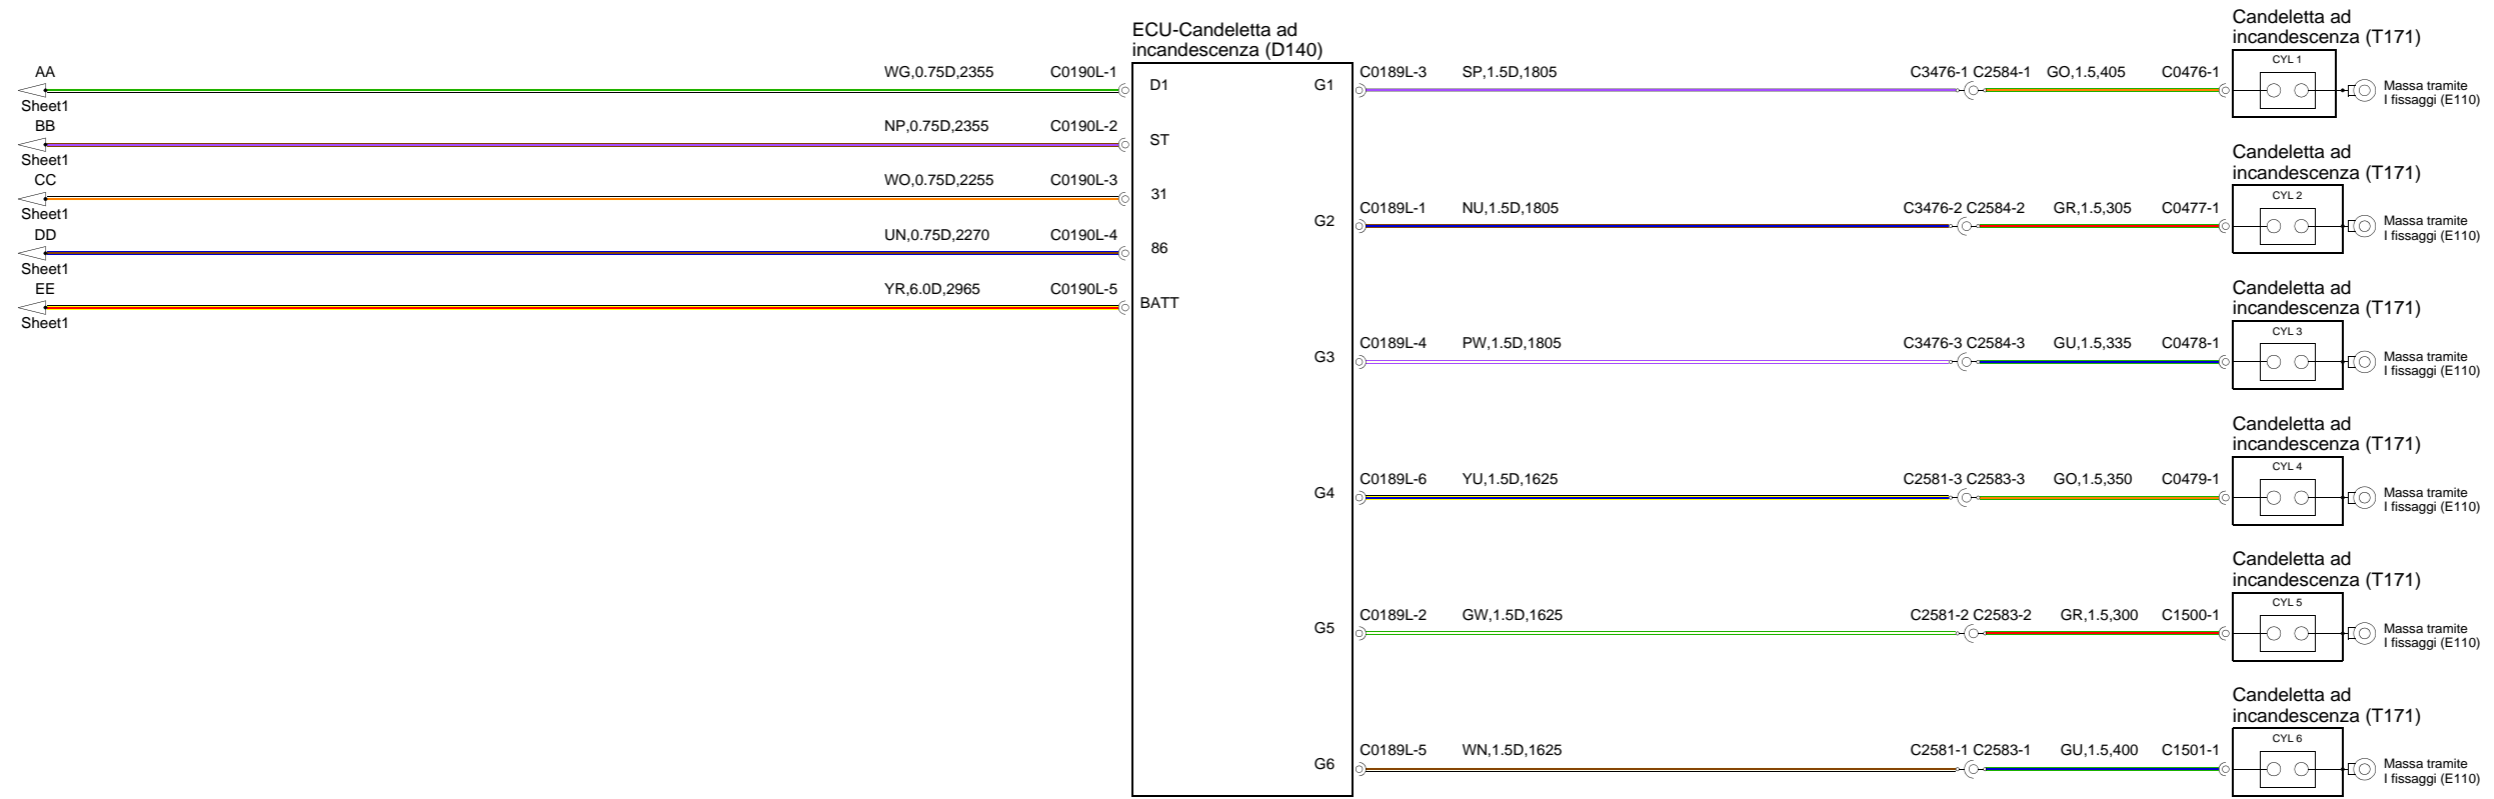 ECU-Candeletta ad
incandescenza (D140)
AA
WG,0.75D,2355 C0190L-1
D1
Sheet1
BB
NP,0.75D,2355 C0190L-2
ST
Sheet1
CC
WO,0.75D,2255 C0190L-3
31
Sheet1
DD
UN,0.75D,2270 C0190L-4
86
Sheet1
EE
YR,6.0D,2965 C0190L-5
BATT
Sheet1
Candeletta ad
incandescenza (T171)
G1
C0189L-3 SP,1.5D,1805 C3476-1 C2584-1 GO,1.5,405 C0476-1
CYL 1
Massa tramite
I fissaggi (E110)
Candeletta ad
incandescenza (T171)
G2
C0189L-1 NU,1.5D,1805 C3476-2 C2584-2 GR,1.5,305 C0477-1
CYL 2
Massa tramite
I fissaggi (E110)
Candeletta ad
incandescenza (T171)
G3
C0189L-4 PW,1.5D,1805 C3476-3 C2584-3 GU,1.5,335 C0478-1
CYL 3
Massa tramite
I fissaggi (E110)
Candeletta ad
incandescenza (T171)
G4
C0189L-6 YU,1.5D,1625 C2581-3 C2583-3 GO,1.5,350 C0479-1
CYL 4
Massa tramite
I fissaggi (E110)
Candeletta ad
incandescenza (T171)
G5
C0189L-2 GW,1.5D,1625 C2581-2 C2583-2 GR,1.5,300 C1500-1
CYL 5
Massa tramite
I fissaggi (E110)
Candeletta ad
incandescenza (T171)
G6
C0189L-5 WN,1.5D,1625 C2581-1 C2583-1 GU,1.5,400 C1501-1
CYL 6
Massa tramite
I fissaggi (E110)